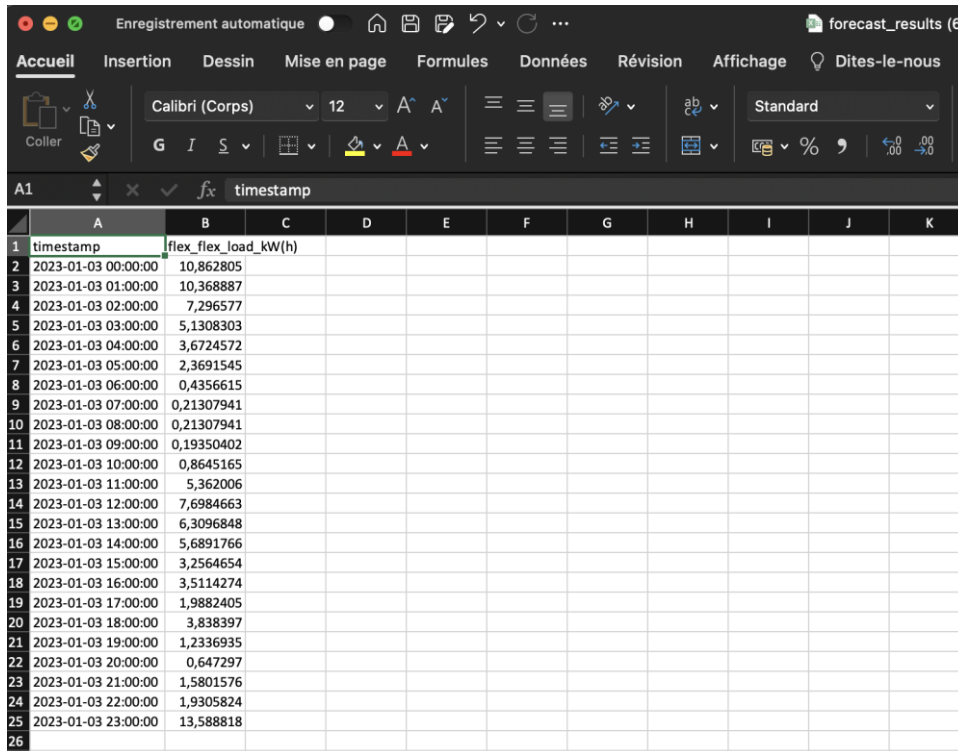 Enregistrement automatique ... forecast_results (6
Accueil Insertion Dessin Mise en page Formules Données Révision Affichage Dites-le-nous
Coller Calibri (Corps) 12 A A ab Standard
G I S A % 000
A1 fx timestamp
A B C D E F G H I J K
1 timestamp flex_flex_load_kW(h)
2 2023-01-03 00:00:00 10,862805
3 2023-01-03 01:00:00 10,368887
4 2023-01-03 02:00:00 7,296577
5 2023-01-03 03:00:00 5,1308303
6 2023-01-03 04:00:00 3,6724572
7 2023-01-03 05:00:00 2,3691545
8 2023-01-03 06:00:00 0,4356615
9 2023-01-03 07:00:00 0,21307941
10 2023-01-03 08:00:00 0,21307941
11 2023-01-03 09:00:00 0,19350402
12 2023-01-03 10:00:00 0,8645165
13 2023-01-03 11:00:00 5,362006
14 2023-01-03 12:00:00 7,6984663
15 2023-01-03 13:00:00 6,3096848
16 2023-01-03 14:00:00 5,6891766
17 2023-01-03 15:00:00 3,2564654
18 2023-01-03 16:00:00 3,5114274
19 2023-01-03 17:00:00 1,9882405
20 2023-01-03 18:00:00 3,838397
21 2023-01-03 19:00:00 1,2336935
22 2023-01-03 20:00:00 0,647297
23 2023-01-03 21:00:00 1,5801576
24 2023-01-03 22:00:00 1,9305824
25 2023-01-03 23:00:00 13,588818
26